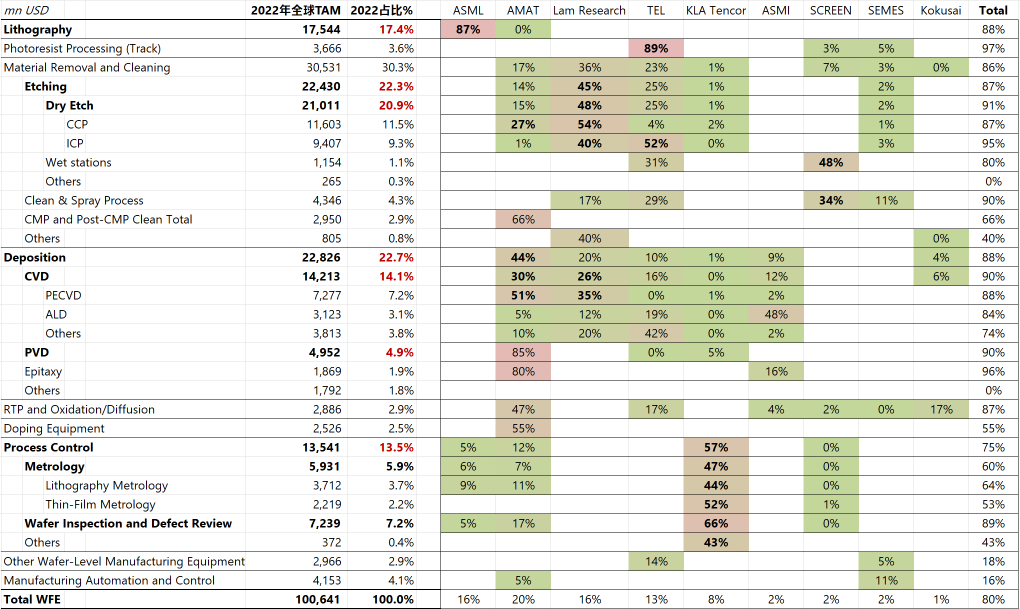 mn USD 2022年全球TAM 2022占比% ASML AMAT Lam Research TEL KLA Tencor ASMI SCREEN SEMES Kokusai Total
Lithography 17,544 17.4% 87% 0% 88%
Photoresist Processing (Track) 3,666 3.6% 89% 3% 5% 97%
Material Removal and Cleaning 30,531 30.3% 17% 36% 23% 1% 7% 3% 0% 86%
Etching 22,430 22.3% 14% 45% 25% 1% 2% 87%
Dry Etch 21,011 20.9% 15% 48% 25% 1% 2% 91%
CCP 11,603 11.5% 27% 54% 4% 2% 1% 87%
ICP 9,407 9.3% 1% 40% 52% 0% 3% 95%
Wet stations 1,154 1.1% 31% 48% 80%
Others 265 0.3% 0%
Clean & Spray Process 4,346 4.3% 17% 29% 34% 11% 90%
CMP and Post-CMP Clean Total 2,950 2.9% 66% 66%
Others 805 0.8% 40% 0% 40%
Deposition 22,826 22.7% 44% 20% 10% 1% 9% 4% 88%
CVD 14,213 14.1% 30% 26% 16% 0% 12% 6% 90%
PECVD 7,277 7.2% 51% 35% 0% 1% 2% 88%
ALD 3,123 3.1% 5% 12% 19% 0% 48% 84%
Others 3,813 3.8% 10% 20% 42% 0% 2% 74%
PVD 4,952 4.9% 85% 0% 5% 90%
Epitaxy 1,869 1.9% 80% 16% 96%
Others 1,792 1.8% 0%
RTP and Oxidation/Diffusion 2,886 2.9% 47% 17% 4% 2% 0% 17% 87%
Doping Equipment 2,526 2.5% 55% 55%
Process Control 13,541 13.5% 5% 12% 57% 0% 75%
Metrology 5,931 5.9% 6% 7% 47% 0% 60%
Lithography Metrology 3,712 3.7% 9% 11% 44% 0% 64%
Thin-Film Metrology 2,219 2.2% 52% 1% 53%
Wafer Inspection and Defect Review 7,239 7.2% 5% 17% 66% 0% 89%
Others 372 0.4% 43% 43%
Other Wafer-Level Manufacturing Equipment 2,966 2.9% 14% 5% 18%
Manufacturing Automation and Control 4,153 4.1% 5% 11% 16%
Total WFE 100,641 100.0% 16% 20% 16% 13% 8% 2% 2% 2% 1% 80%